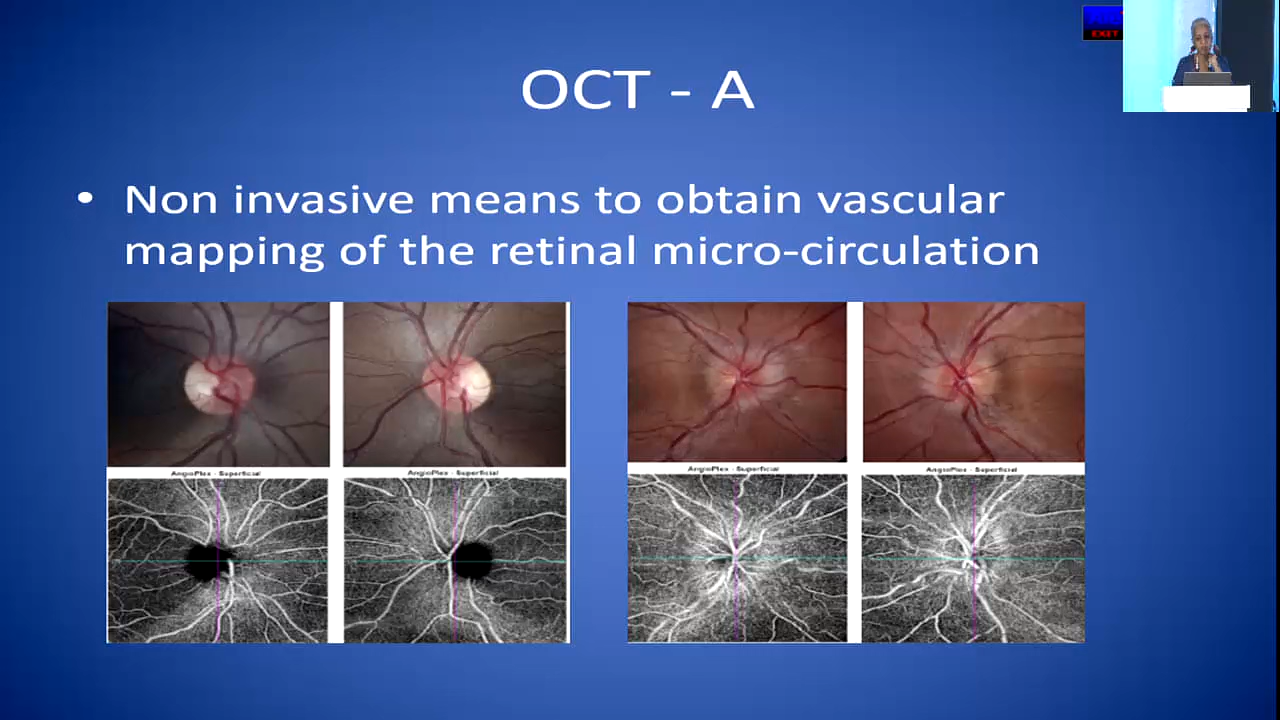 EXIT
OCT - A
• Non invasive means to obtain vascular
mapping of the retinal micro-circulation
AngioPlex - Superficial
AngioPlex - Superficial
AngioPlex - Superficial
AngioPlex - Superficial